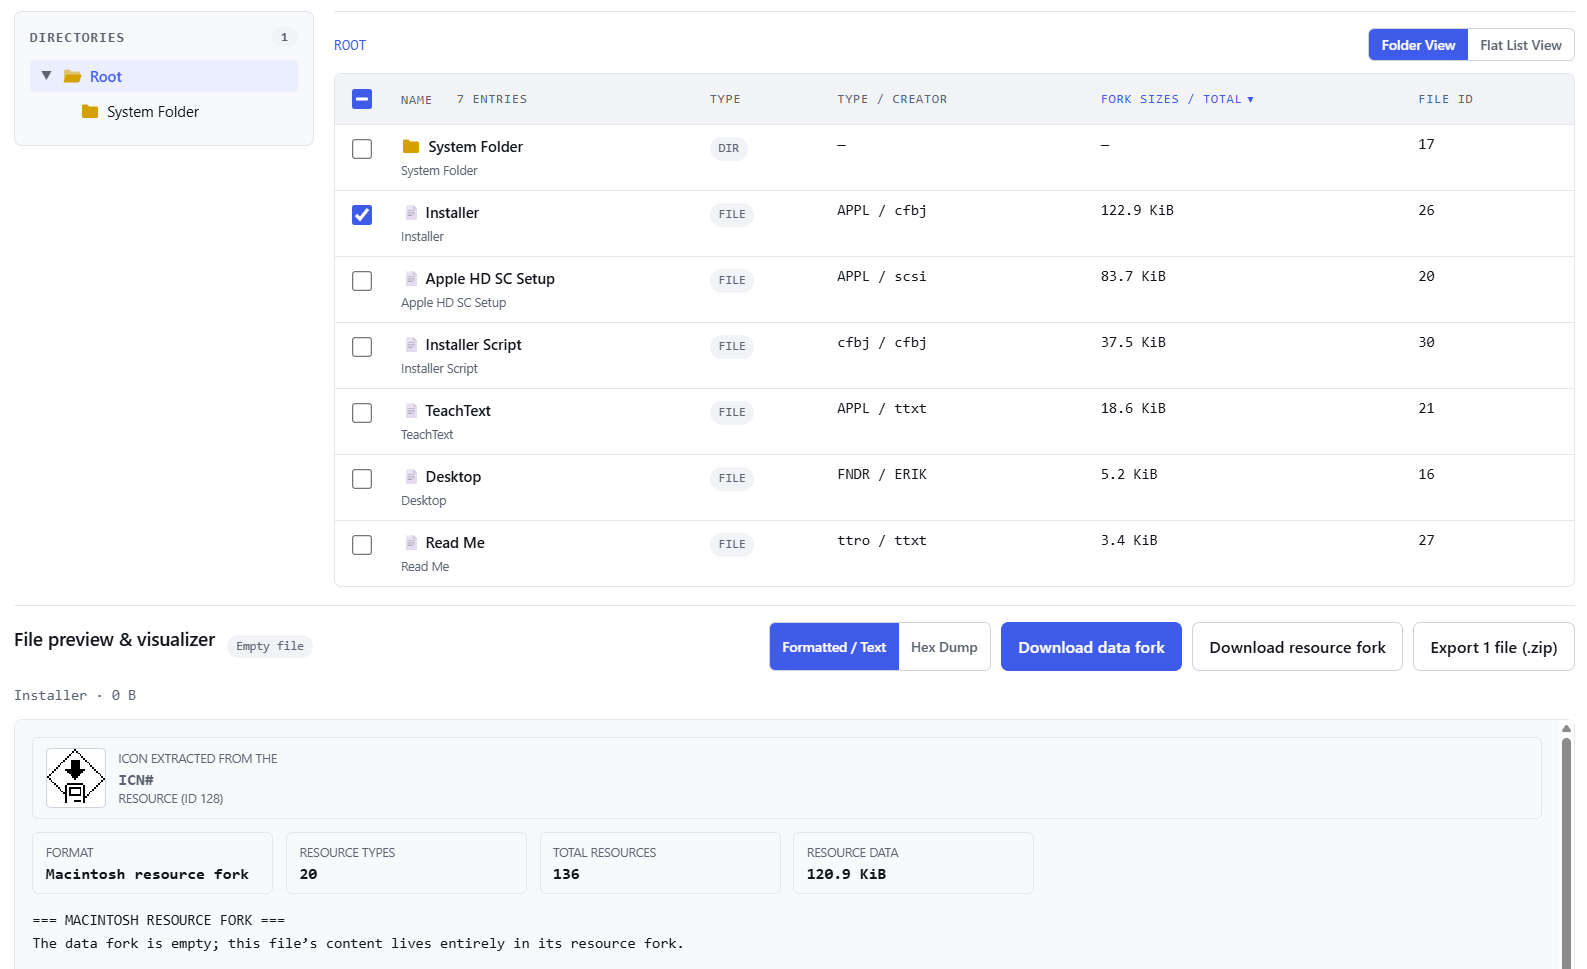 DIRECTORIES 1
▼ Root
System Folder
ROOT
Folder View Flat List View
NAME 7 ENTRIES TYPE TYPE / CREATOR FORK SIZES / TOTAL ▼ FILE ID
System Folder DIR — — 17
System Folder
Installer FILE APPL / cfbj 122.9 KiB 26
Installer
Apple HD SC Setup FILE APPL / scsi 83.7 KiB 20
Apple HD SC Setup
Installer Script FILE cfbj / cfbj 37.5 KiB 30
Installer Script
TeachText FILE APPL / ttxt 18.6 KiB 21
TeachText
Desktop FILE FNDR / ERIK 5.2 KiB 16
Desktop
Read Me FILE ttro / ttxt 3.4 KiB 27
Read Me
File preview & visualizer Empty file Formatted / Text Hex Dump Download data fork Download resource fork Export 1 file (.zip)
Installer · 0 B
ICON EXTRACTED FROM THE
ICN#
RESOURCE (ID 128)
FORMAT RESOURCE TYPES TOTAL RESOURCES RESOURCE DATA
Macintosh resource fork 20 136 120.9 KiB
=== MACINTOSH RESOURCE FORK ===
The data fork is empty; this file’s content lives entirely in its resource fork.